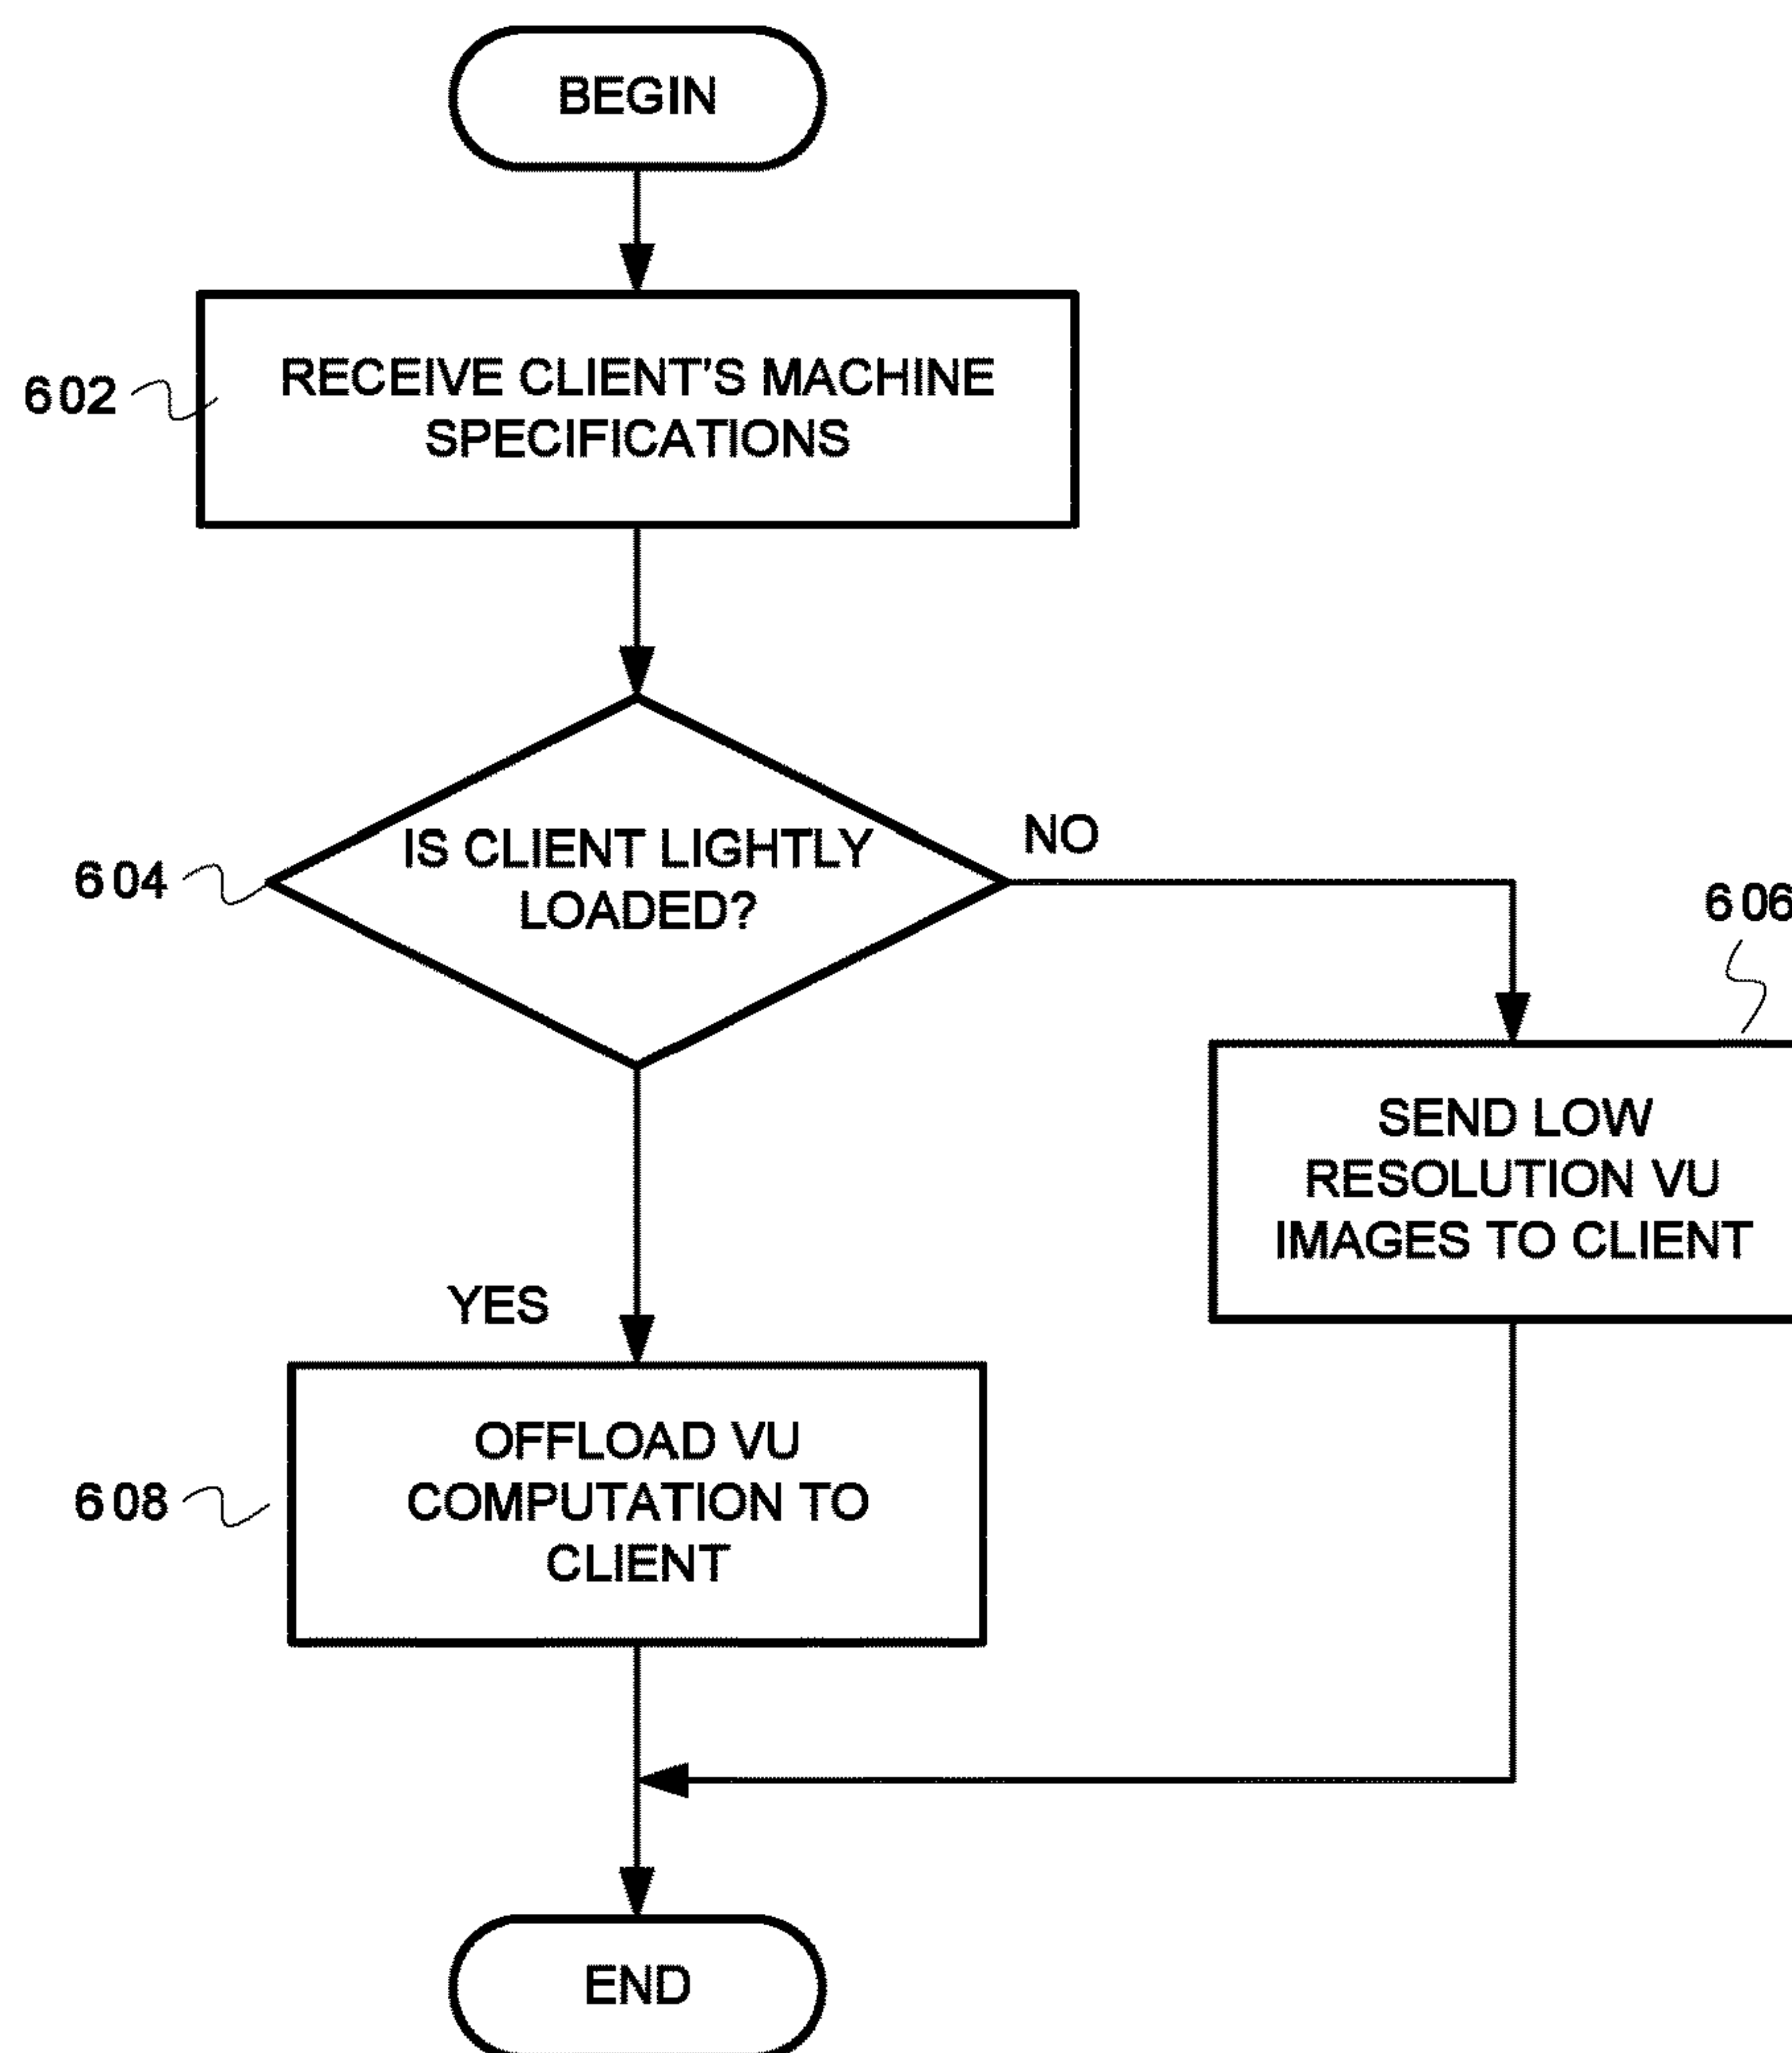 BEGIN
602
RECEIVE CLIENT'S MACHINE
SPECIFICATIONS
604
IS CLIENT LIGHTLY
LOADED?
NO
606
SEND LOW
RESOLUTION VU
IMAGES TO CLIENT
YES
608
OFFLOAD VU
COMPUTATION TO
CLIENT
END